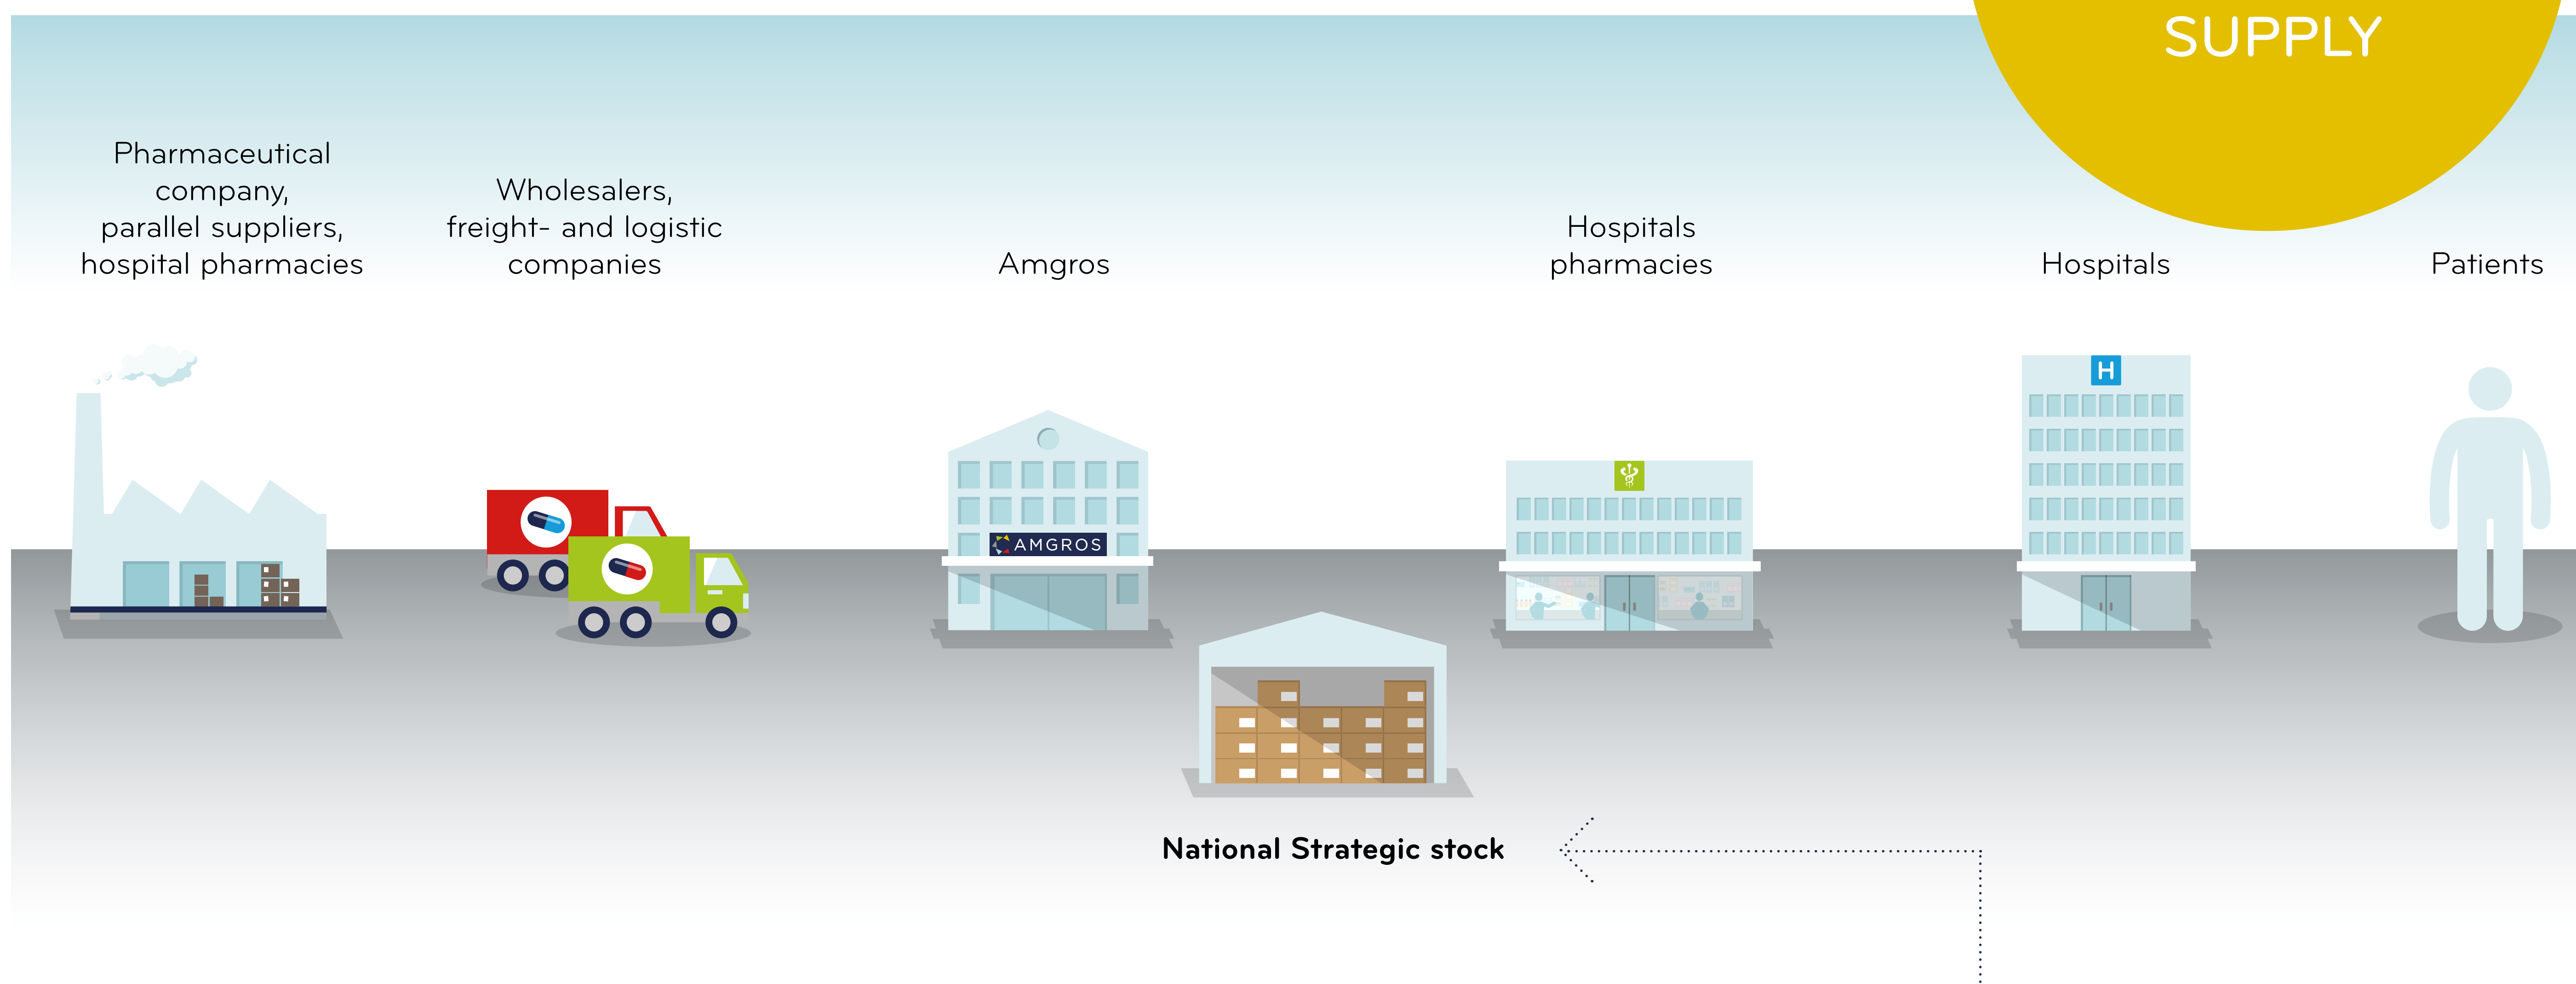 SUPPLY
Pharmaceutical
company,
parallel suppliers,
hospital pharmacies
Wholesalers,
freight- and logistic
companies
Amgros
Hospitals
pharmacies
Hospitals
Patients
H
AMGROS
National Strategic stock